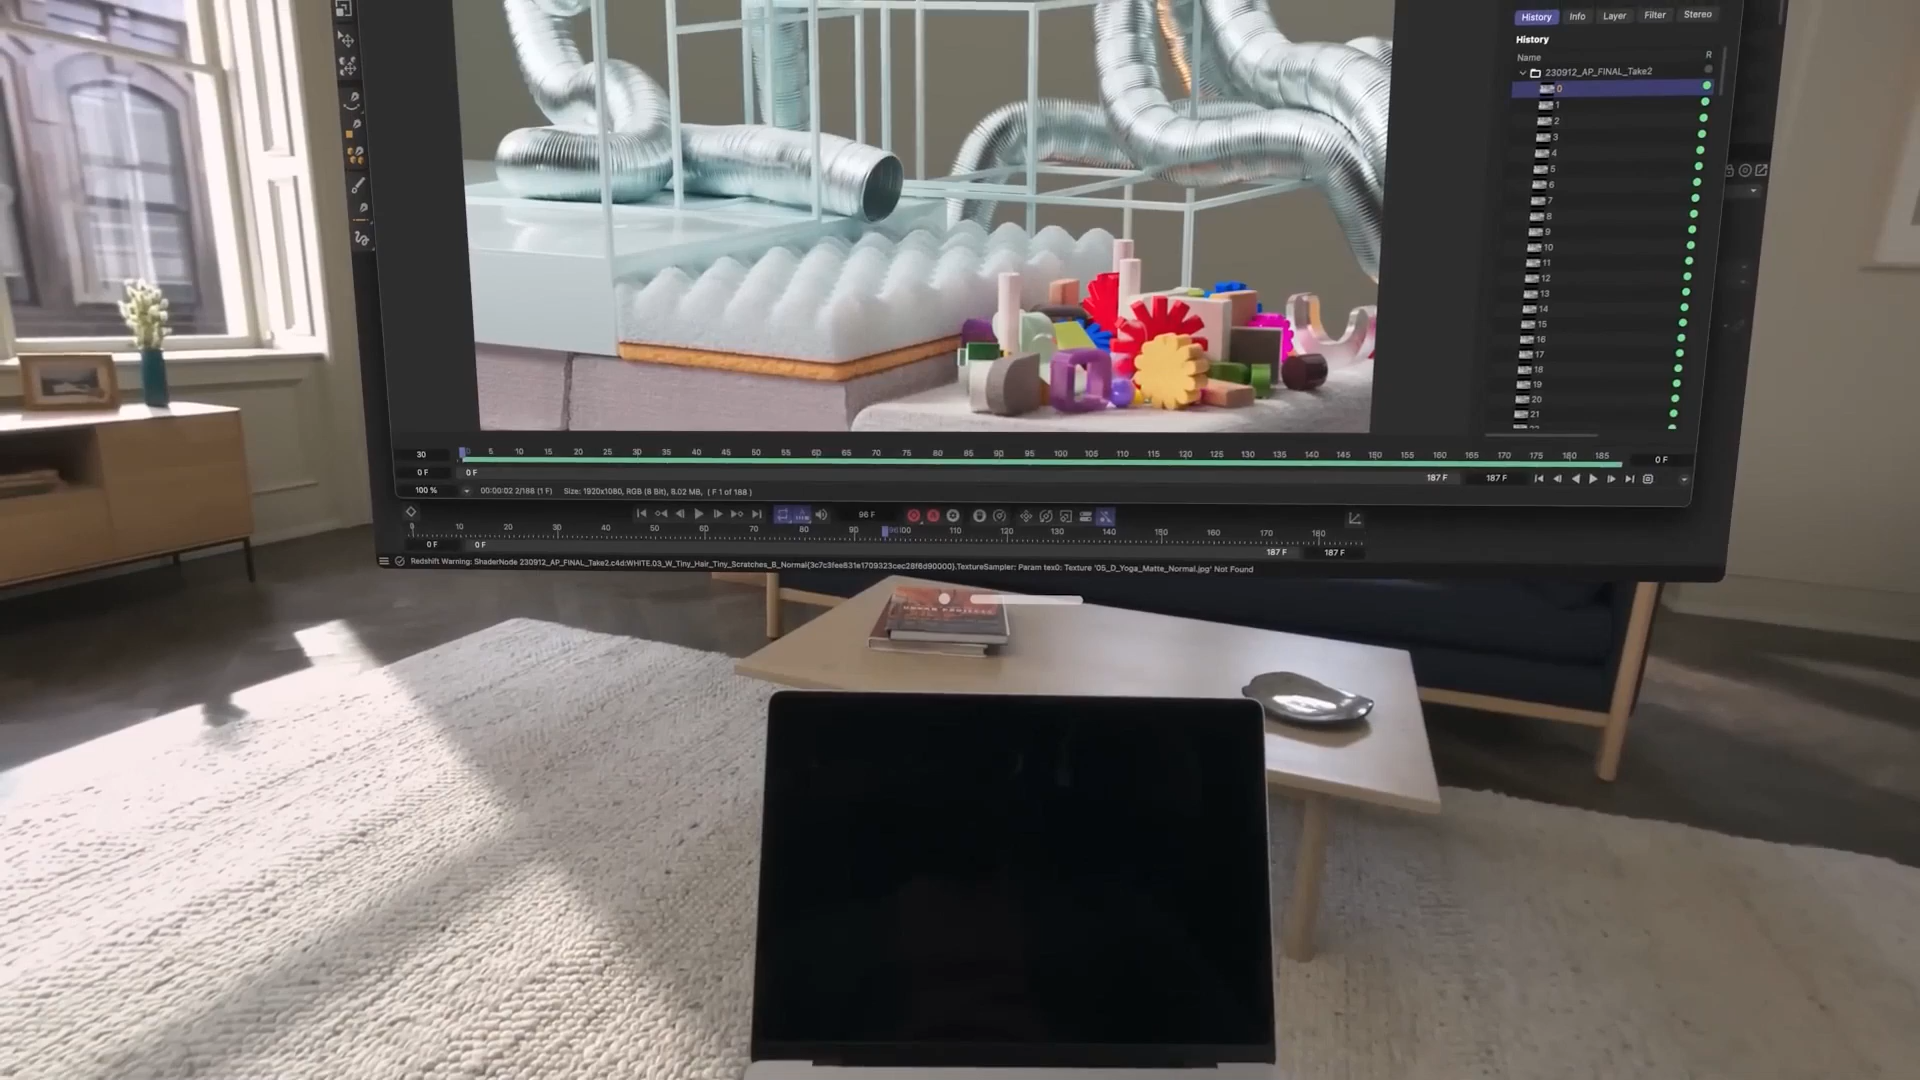 History Info Layer Filter Stereo
History
Name R
230912_AP_FINAL_Take2
0
1
2
3
4
5
6
7
8
9
10
11
12
13
14
15
16
17
18
19
20
21
30 0 5 10 15 20 25 30 35 40 45 50 55 60 65 70 75 80 85 90 95 100 105 110 115 120 125 130 135 140 145 150 155 160 165 170 175 180 185 0 F
0 F 0 F 187 F 187 F
100 % 00:00:02 2/188 (1 F) Size: 1920x1080, RGB (8 Bit), 8.02 MB, ( F 1 of 188 )
96 F
0 10 20 30 40 50 60 70 80 90 100 110 120 130 140 150 160 170 180
0 F 0 F 187 F 187 F
Redshift Warning: ShaderNode 230912_AP_FINAL_Take2.c4d:WHITE.03_W_Tiny_Hair_Tiny_Scratches_B_Normal{3c7c3fee831e1709323cec28f6d90000}.TextureSampler: Param tex0: Texture '05_D_Yoga_Matte_Normal.jpg' Not Found